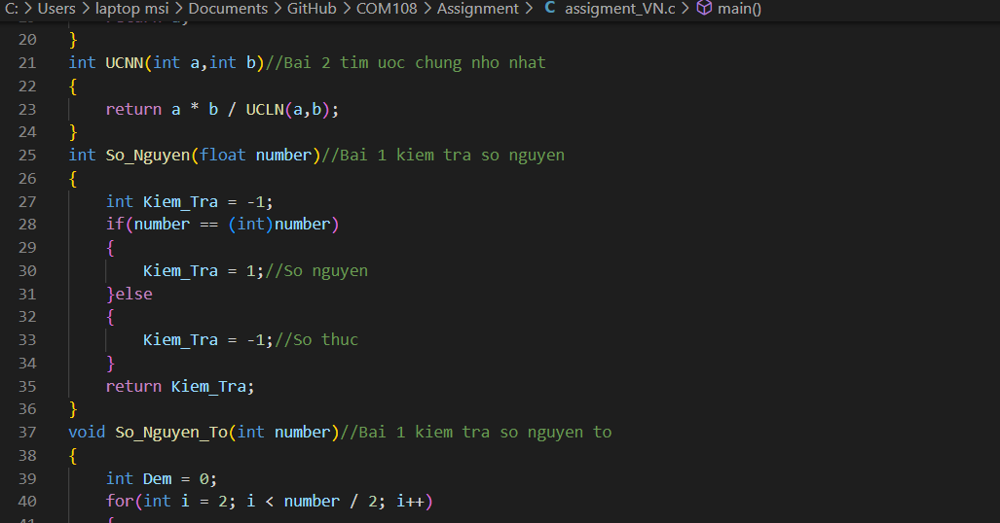 C: > Users > laptop msi > Documents > GitHub > COM108 > Assignment > C assigment_VN.c > main()
20 }
21 int UCNN(int a,int b)//Bai 2 tim uoc chung nho nhat
22 {
23     return a * b / UCLN(a,b);
24 }
25 int So_Nguyen(float number)//Bai 1 kiem tra so nguyen
26 {
27     int Kiem_Tra = -1;
28     if(number == (int)number)
29     {
30         Kiem_Tra = 1;//So nguyen
31     }else
32     {
33         Kiem_Tra = -1;//So thuc
34     }
35     return Kiem_Tra;
36 }
37 void So_Nguyen_To(int number)//Bai 1 kiem tra so nguyen to
38 {
39     int Dem = 0;
40     for(int i = 2; i < number / 2; i++)